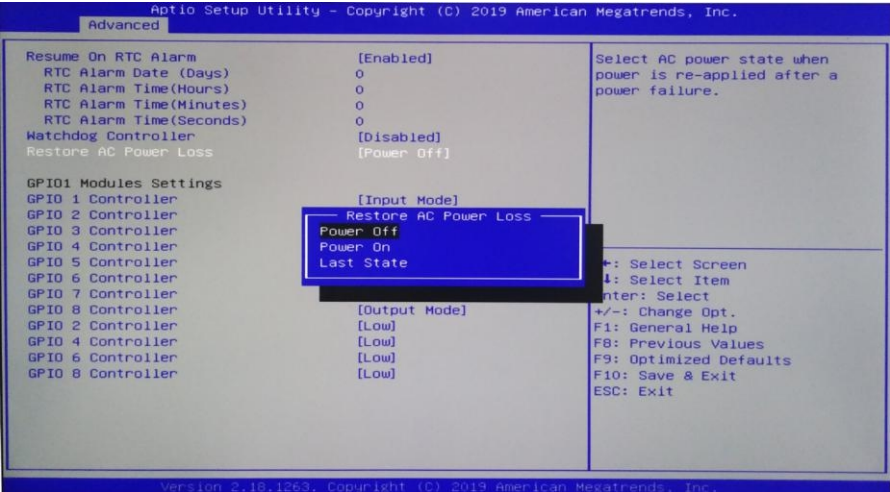 Aptio Setup Utility – Copyright (C) 2019 American Megatrends, Inc.
Advanced
Resume On RTC Alarm [Enabled]
RTC Alarm Date (Days) 0
RTC Alarm Time(Hours) 0
RTC Alarm Time(Minutes) 0
RTC Alarm Time(Seconds) 0
Watchdog Controller [Disabled]
Restore AC Power Loss [Power Off]
GPIO1 Modules Settings
GPIO 1 Controller [Input Mode]
GPIO 2 Controller
GPIO 3 Controller
GPIO 4 Controller
GPIO 5 Controller
GPIO 6 Controller
GPIO 7 Controller
GPIO 8 Controller [Output Mode]
GPIO 2 Controller [Low]
GPIO 4 Controller [Low]
GPIO 6 Controller [Low]
GPIO 8 Controller [Low]
Restore AC Power Loss
Power Off
Power On
Last State
Select AC power state when
power is re-applied after a
power failure.
: Select Screen
: Select Item
nter: Select
+/-: Change Opt.
F1: General Help
F8: Previous Values
F9: Optimized Defaults
F10: Save & Exit
ESC: Exit
Version 2.18.1263. Copyright (C) 2019 American Megatrends, Inc.